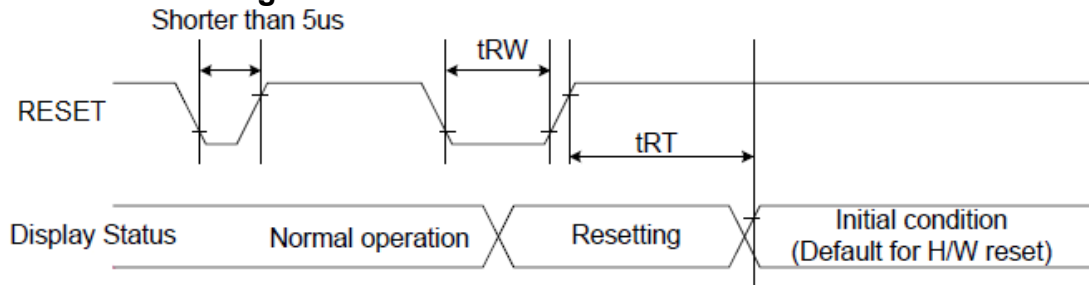 Shorter than 5us
tRW
RESET
tRT
Display Status
Normal operation
Resetting
Initial condition
(Default for H/W reset)